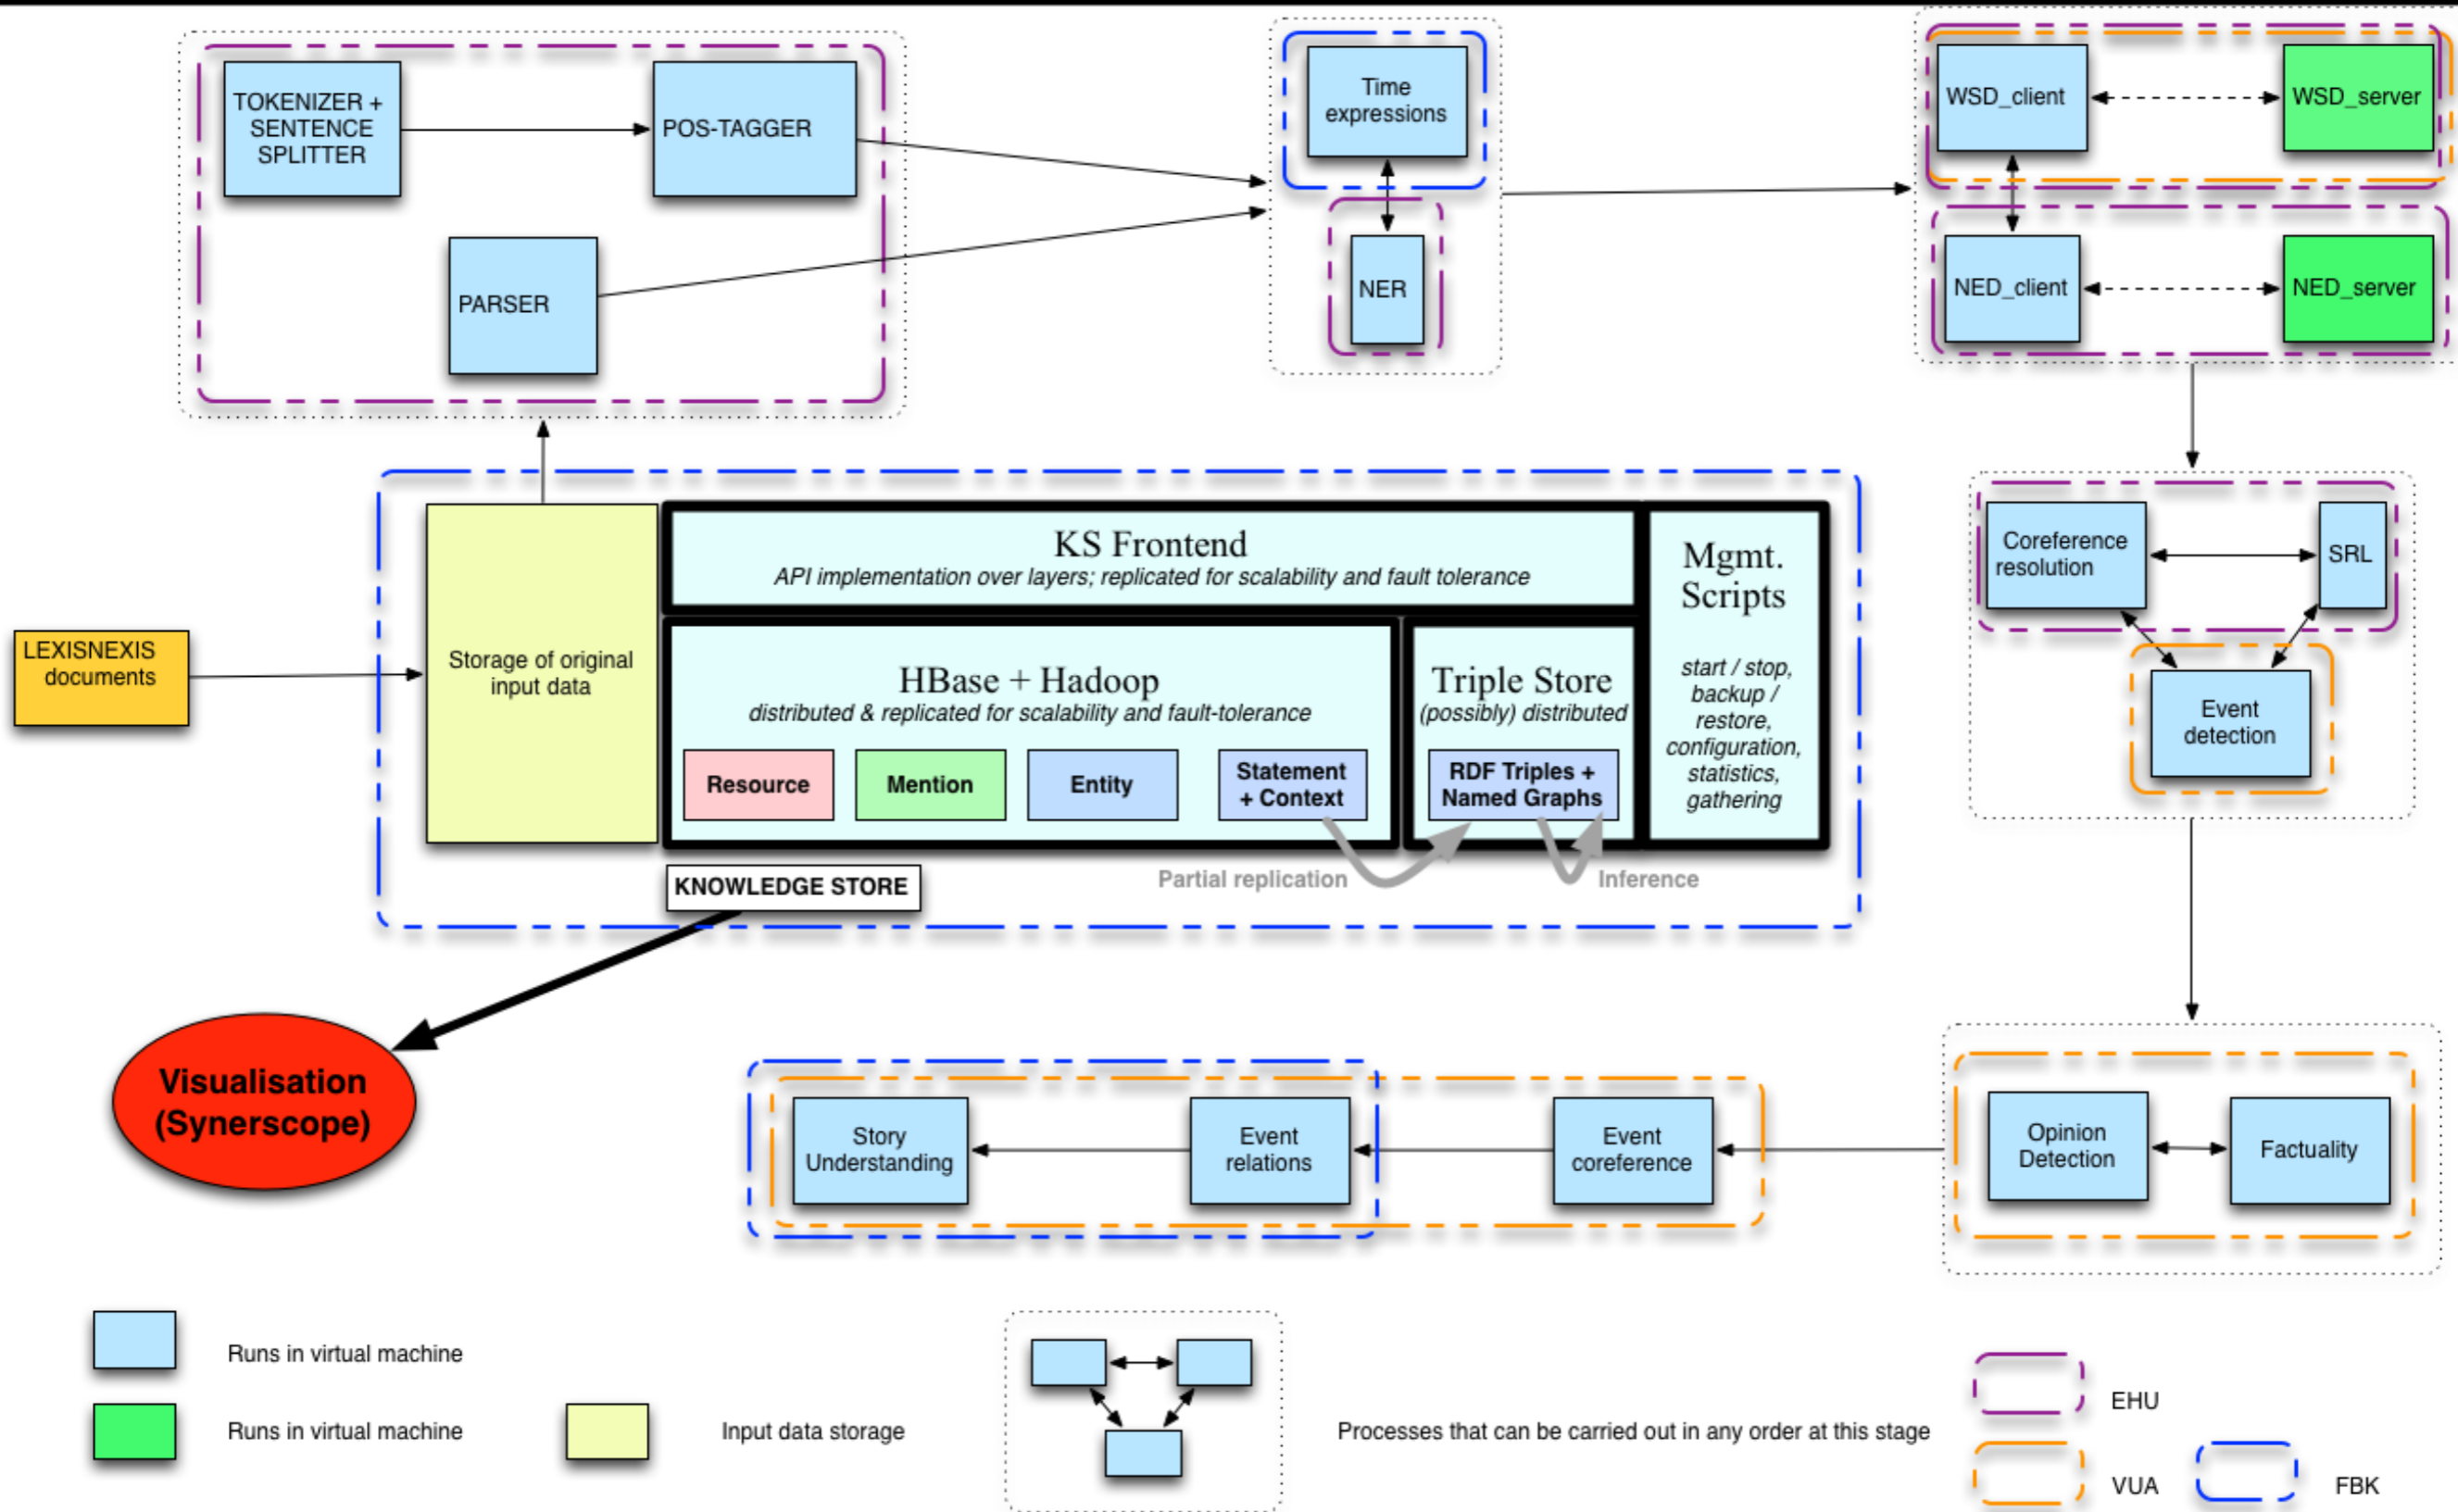 TOKENIZER +
SENTENCE
SPLITTER
POS-TAGGER
PARSER
Time
expressions
NER
WSD_client
WSD_server
NED_client
NED_server
LEXISNEXIS
documents
Storage of original
input data
KS Frontend
API implementation over layers; replicated for scalability and fault tolerance
HBase + Hadoop
distributed & replicated for scalability and fault-tolerance
Resource
Mention
Entity
Statement
+ Context
Triple Store
(possibly) distributed
RDF Triples +
Named Graphs
Mgmt.
Scripts
start / stop,
backup /
restore,
configuration,
statistics,
gathering
Partial replication
Inference
KNOWLEDGE STORE
Coreference
resolution
SRL
Event
detection
Visualisation
(Synerscope)
Story
Understanding
Event
relations
Event
coreference
Opinion
Detection
Factuality
Runs in virtual machine
Runs in virtual machine
Input data storage
Processes that can be carried out in any order at this stage
EHU
VUA
FBK